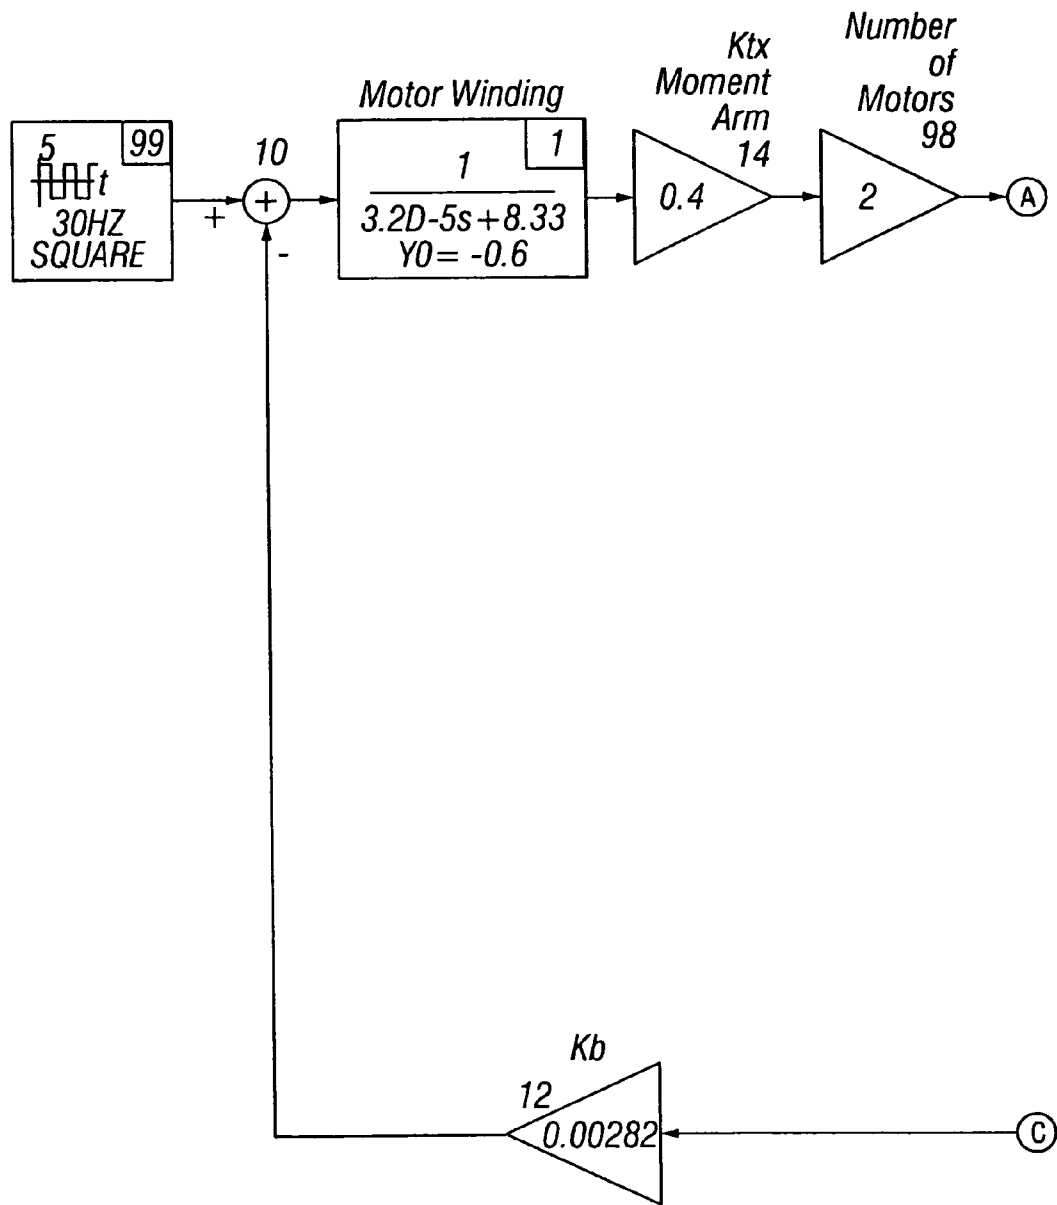 Number
of
Motors
98
Ktx
Moment
Arm
14
Motor Winding
5
99
t
30HZ
SQUARE
10
+
+
-
1
1
3.2D-5s+8.33
Y0= -0.6
0.4
2
A
Kb
12
0.00282
C